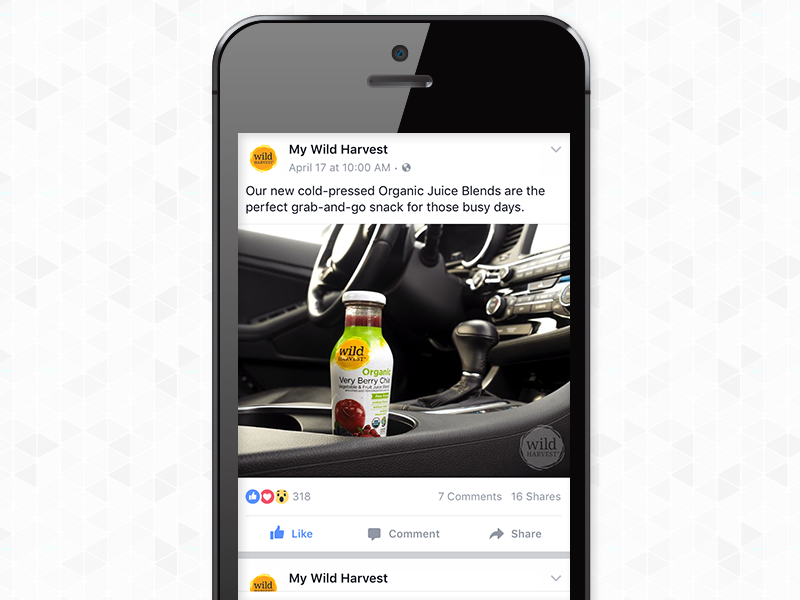 wild
HARVEST
My Wild Harvest
April 17 at 10:00 AM ·
Our new cold-pressed Organic Juice Blends are the
perfect grab-and-go snack for those busy days.
wild
HARVEST
Organic
Very Berry Chia
Vegetable & Fruit Juice Blend
wild
HARVEST
318
7 Comments 16 Shares
Like Comment Share
wild
My Wild Harvest